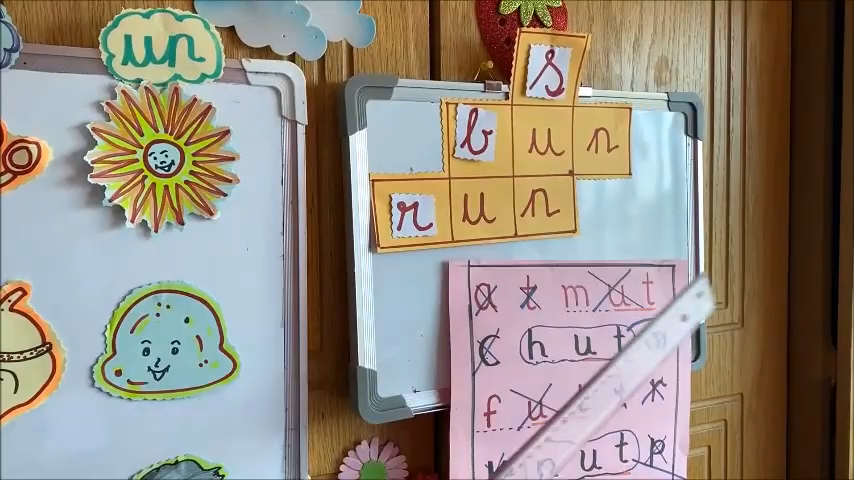 un
s
b u n
r u n
a t m u t
c h u t
f u
n u t p